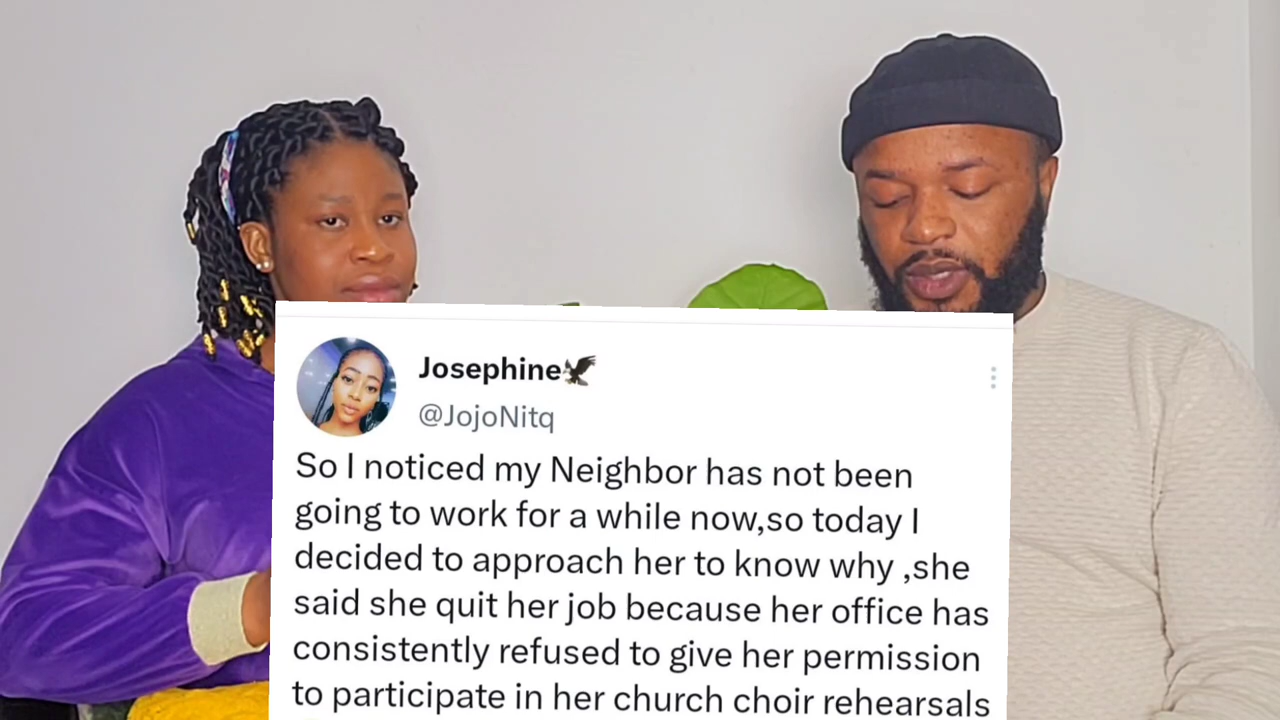 Josephine🦅
@JojoNitq
So I noticed my Neighbor has not been
going to work for a while now,so today I
decided to approach her to know why ,she
said she quit her job because her office has
consistently refused to give her permission
to participate in her church choir rehearsals